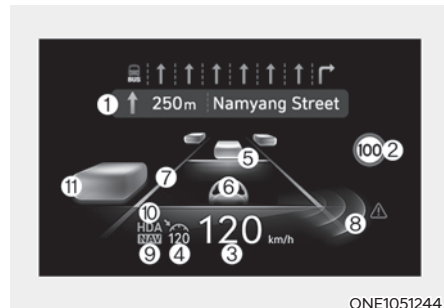 BUS
① 250m Namyang Street
100 ②
⑤
⑦
⑥
⑪
⑩
HDA
NAV 120 120 km/h
⑧
⑨ ④ ③
ONE1051244